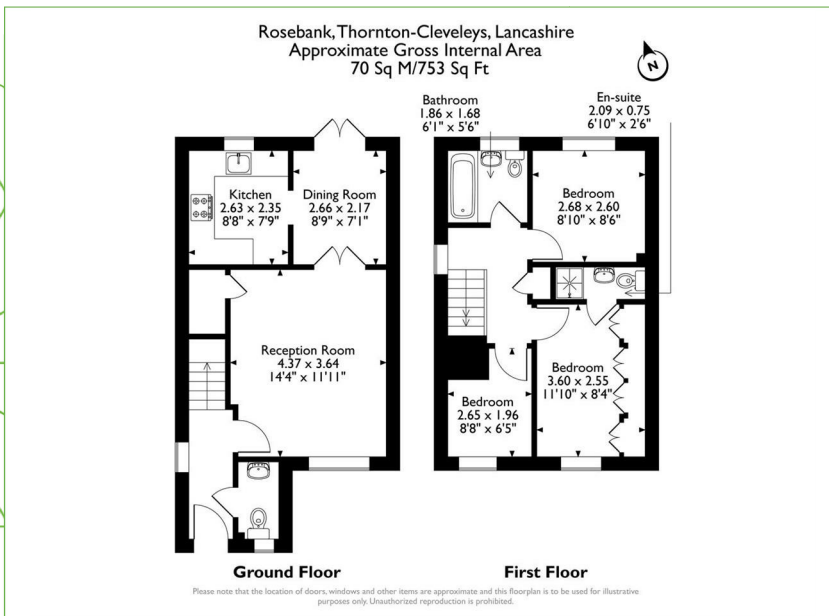 Rosebank, Thornton-Cleveleys, Lancashire
Approximate Gross Internal Area
70 Sq M/753 Sq Ft
N
Bathroom
1.86 x 1.68
6'1" x 5'6"
En-suite
2.09 x 0.75
6'10" x 2'6"
Kitchen
2.63 x 2.35
8'8" x 7'9"
Dining Room
2.66 x 2.17
8'9" x 7'1"
Bedroom
2.68 x 2.60
8'10" x 8'6"
Reception Room
4.37 x 3.64
14'4" x 11'11"
Bedroom
3.60 x 2.55
11'10" x 8'4"
Bedroom
2.65 x 1.96
8'8" x 6'5"
Ground Floor
First Floor
Please note that the location of doors, windows and other items are approximate and this floorplan is to be used for illustrative
purposes only. Unauthorized reproduction is prohibited.